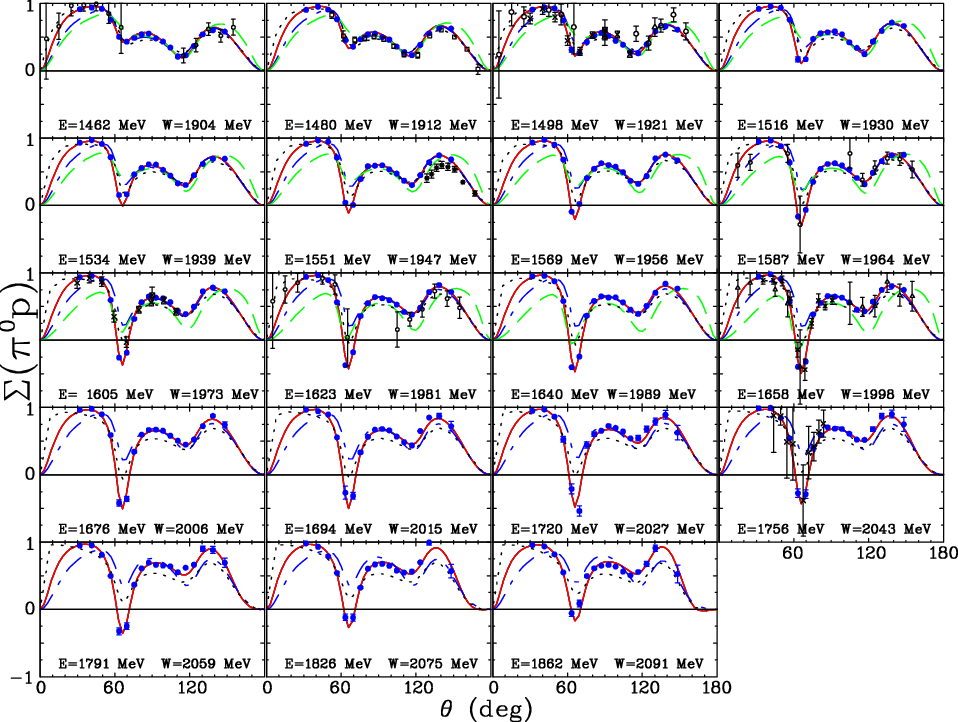 1
0
E=1462 MeV W=1904 MeV
E=1480 MeV W=1912 MeV
E=1498 MeV W=1921 MeV
E=1516 MeV W=1930 MeV
1
0
E=1534 MeV W=1939 MeV
E=1551 MeV W=1947 MeV
E=1569 MeV W=1956 MeV
E=1587 MeV W=1964 MeV
Σ(π⁰p)
1
0
E= 1605 MeV W=1973 MeV
E=1623 MeV W=1981 MeV
E=1640 MeV W=1989 MeV
E=1658 MeV W=1998 MeV
1
0
E=1676 MeV W=2006 MeV
E=1694 MeV W=2015 MeV
E=1720 MeV W=2027 MeV
E=1756 MeV W=2043 MeV
60 120 180
1
0
-1
E=1791 MeV W=2059 MeV
E=1826 MeV W=2075 MeV
E=1862 MeV W=2091 MeV
0 60 120 0 60 120 0 60 120 180
θ (deg)